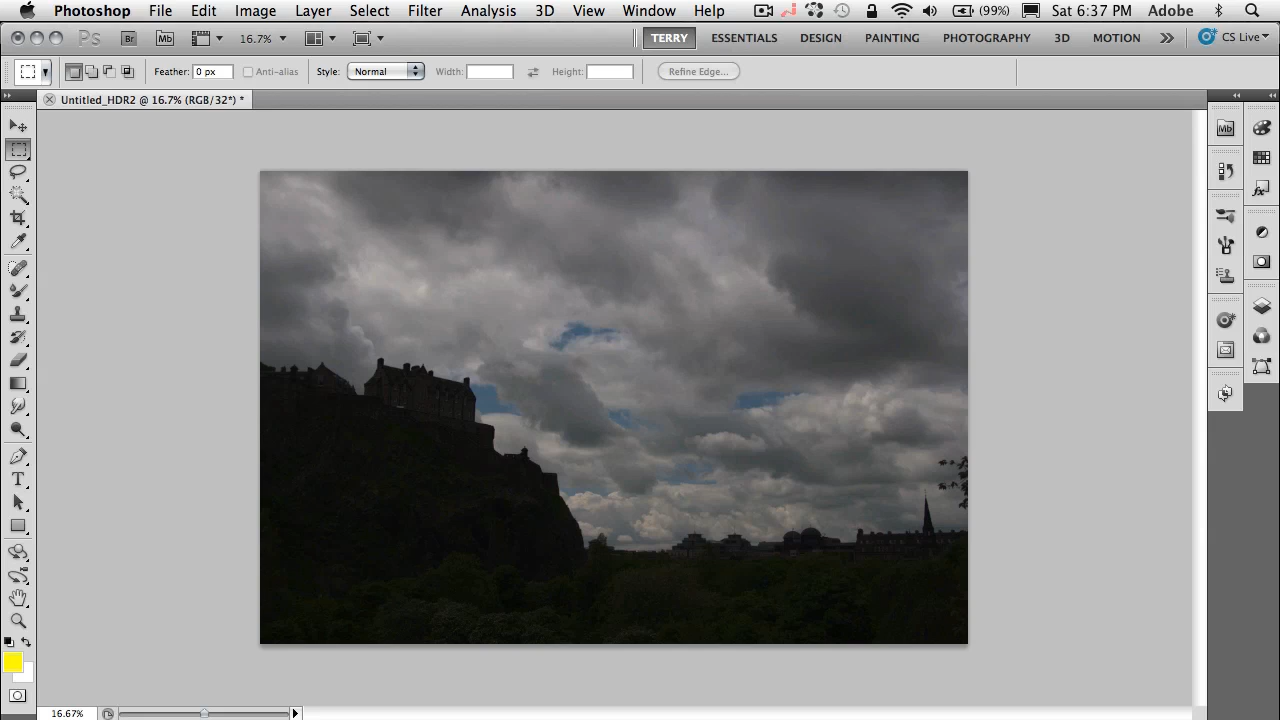 Photoshop File Edit Image Layer Select Filter Analysis 3D View Window Help (99%) Sat 6:37 PM Adobe
Ps Br Mb 16.7% TERRY ESSENTIALS DESIGN PAINTING PHOTOGRAPHY 3D MOTION CS Live
Feather: 0 px Anti-alias Style: Normal Width: Height: Refine Edge...
Untitled_HDR2 @ 16.7% (RGB/32*) *
Mb
fx
T
16.67%